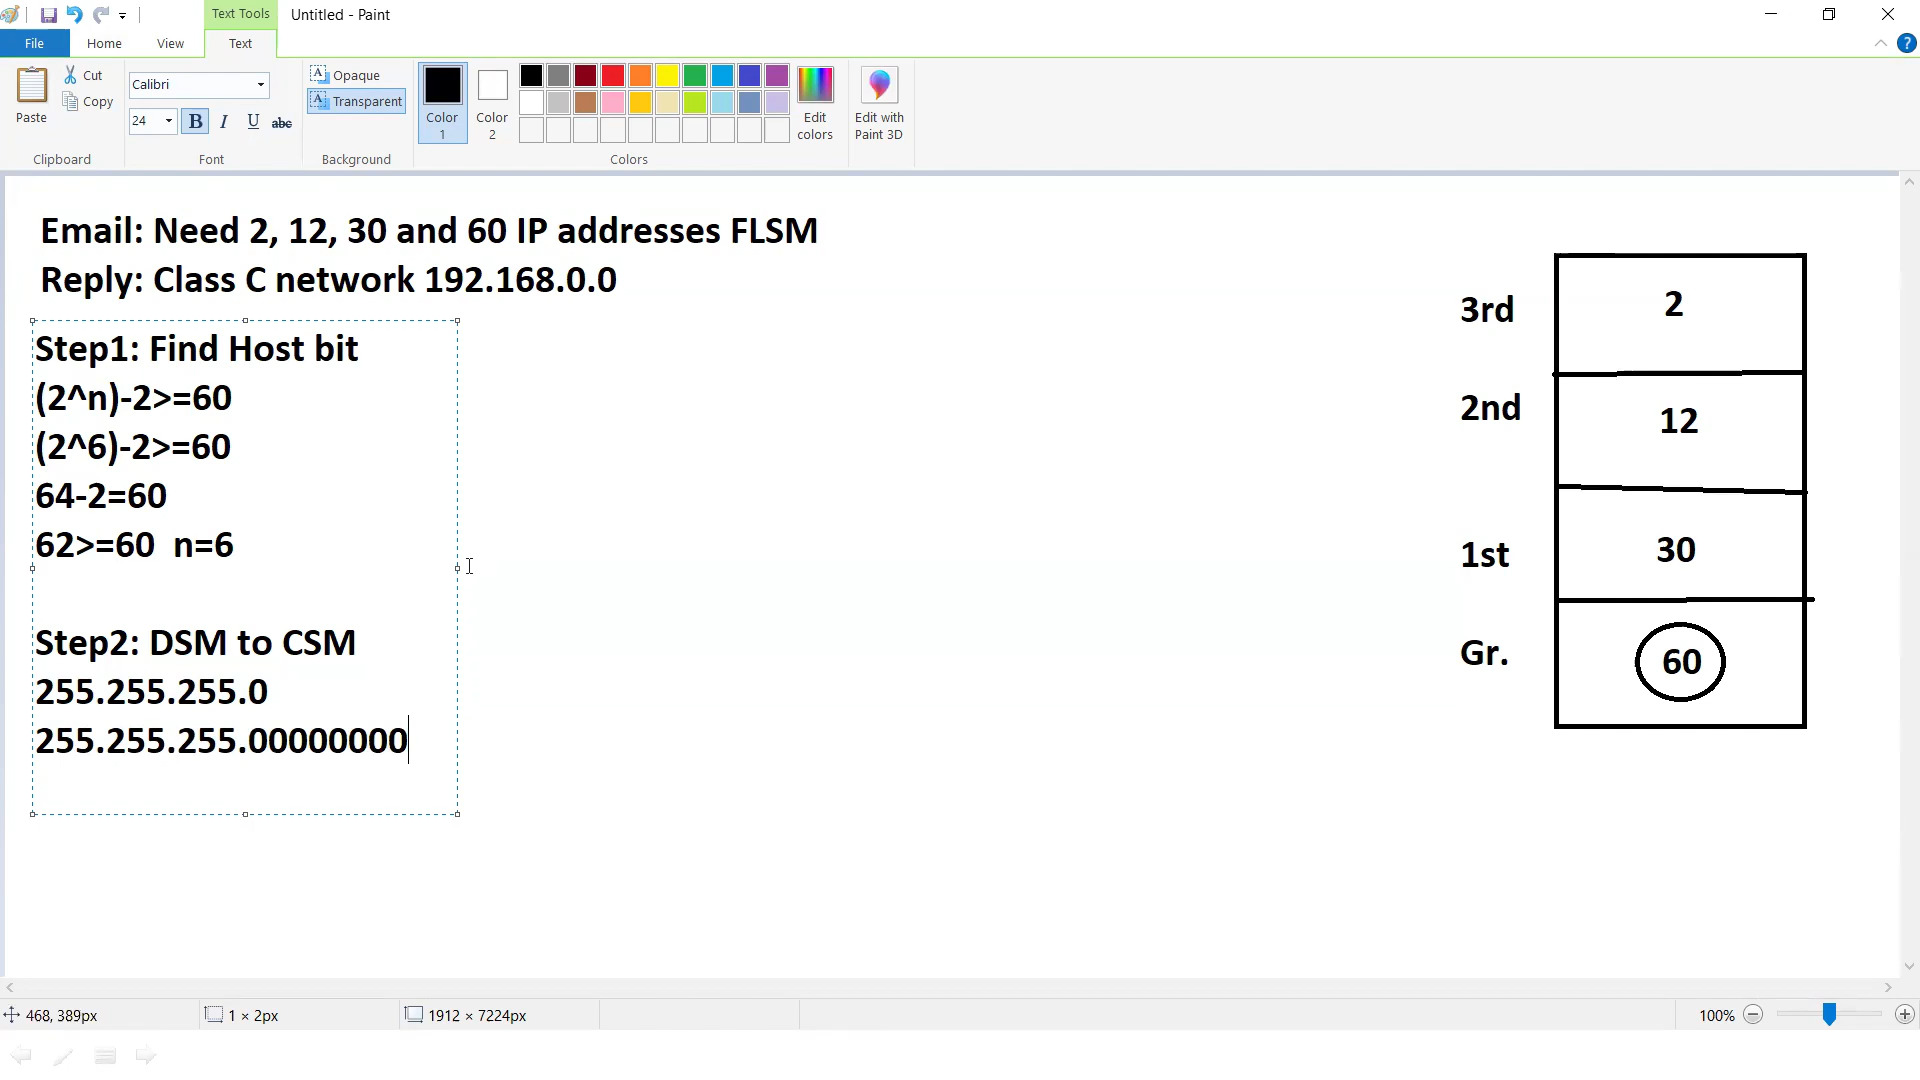 Text Tools
Untitled - Paint
File
Home
View
Text
Paste
Cut
Copy
Clipboard
Calibri
24
B I U abc
Font
A Opaque
A Transparent
Background
Color 1
Color 2
Edit colors
Colors
Edit with Paint 3D
?
Email: Need 2, 12, 30 and 60 IP addresses FLSM
Reply: Class C network 192.168.0.0
Step1: Find Host bit
(2^n)-2>=60
(2^6)-2>=60
64-2=60
62>=60  n=6
Step2: DSM to CSM
255.255.255.0
255.255.255.00000000
3rd 2
2nd 12
1st 30
Gr. 60
468, 389px
1 × 2px
1912 × 7224px
100%